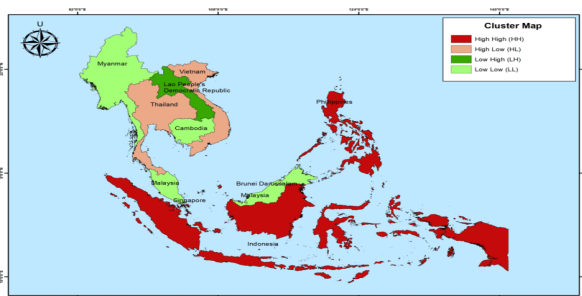 U
Cluster Map
High High (HH)
High Low (HL)
Low High (LH)
Low Low (LL)
Myanmar
Vietnam
Lao People's
Democratic Republic
Thailand
Philippines
Cambodia
Malaysia
Brunei Darussalam
Malaysia
Singapore
Indonesia